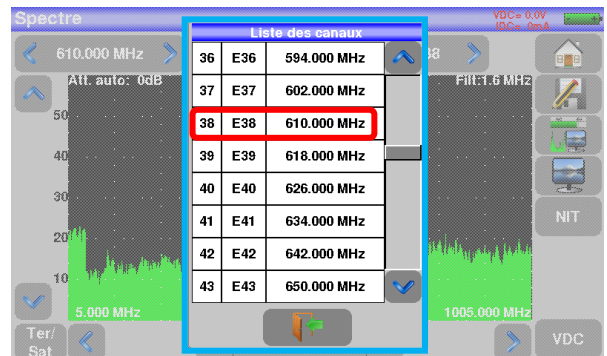 Spectre
VDC= 0.0V
IDC= 0mA
Liste des canaux
610.000 MHz
38
36 E36 594.000 MHz
37 E37 602.000 MHz
38 E38 610.000 MHz
39 E39 618.000 MHz
40 E40 626.000 MHz
41 E41 634.000 MHz
42 E42 642.000 MHz
43 E43 650.000 MHz
Att. auto: 0dB
Filt:1.6 MHz
50
40
30
20
10
NIT
5.000 MHz
1005.000 MHz
Ter/
Sat
VDC